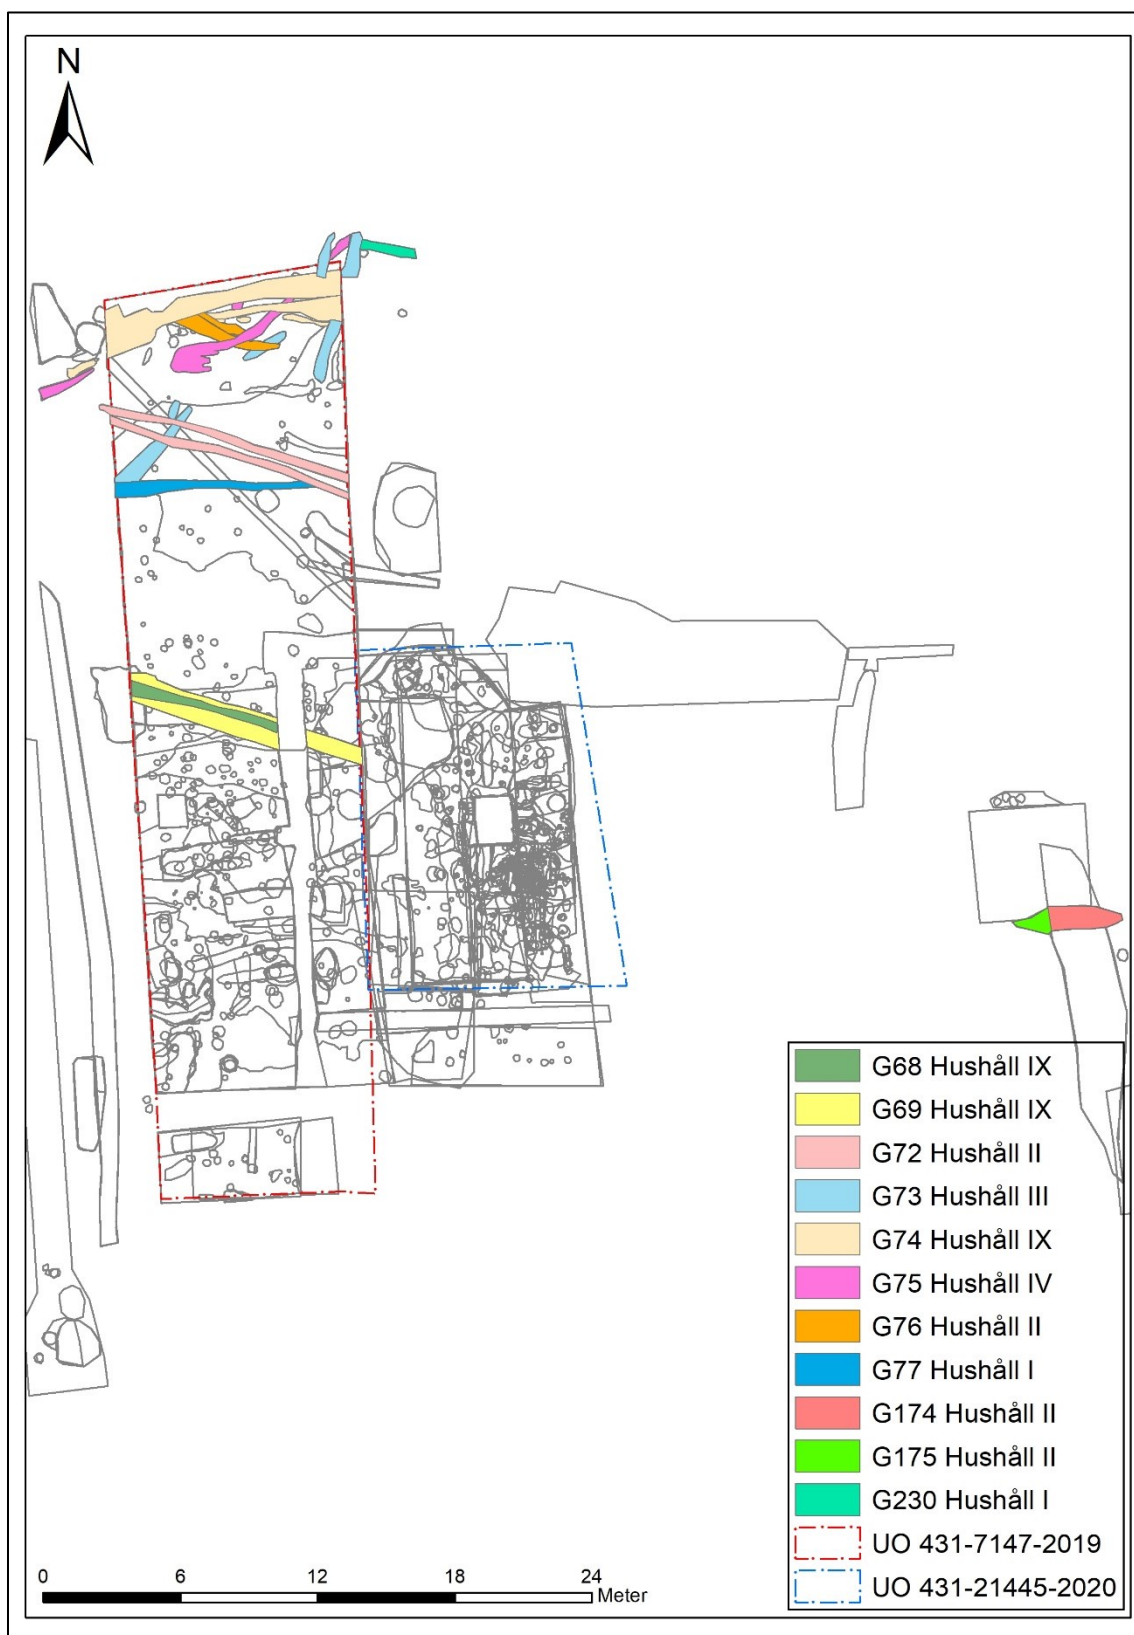 N
G68 Hushåll IX
G69 Hushåll IX
G72 Hushåll II
G73 Hushåll III
G74 Hushåll IX
G75 Hushåll IV
G76 Hushåll II
G77 Hushåll I
G174 Hushåll II
G175 Hushåll II
G230 Hushåll I
UO 431-7147-2019
UO 431-21445-2020
0 6 12 18 24
Meter